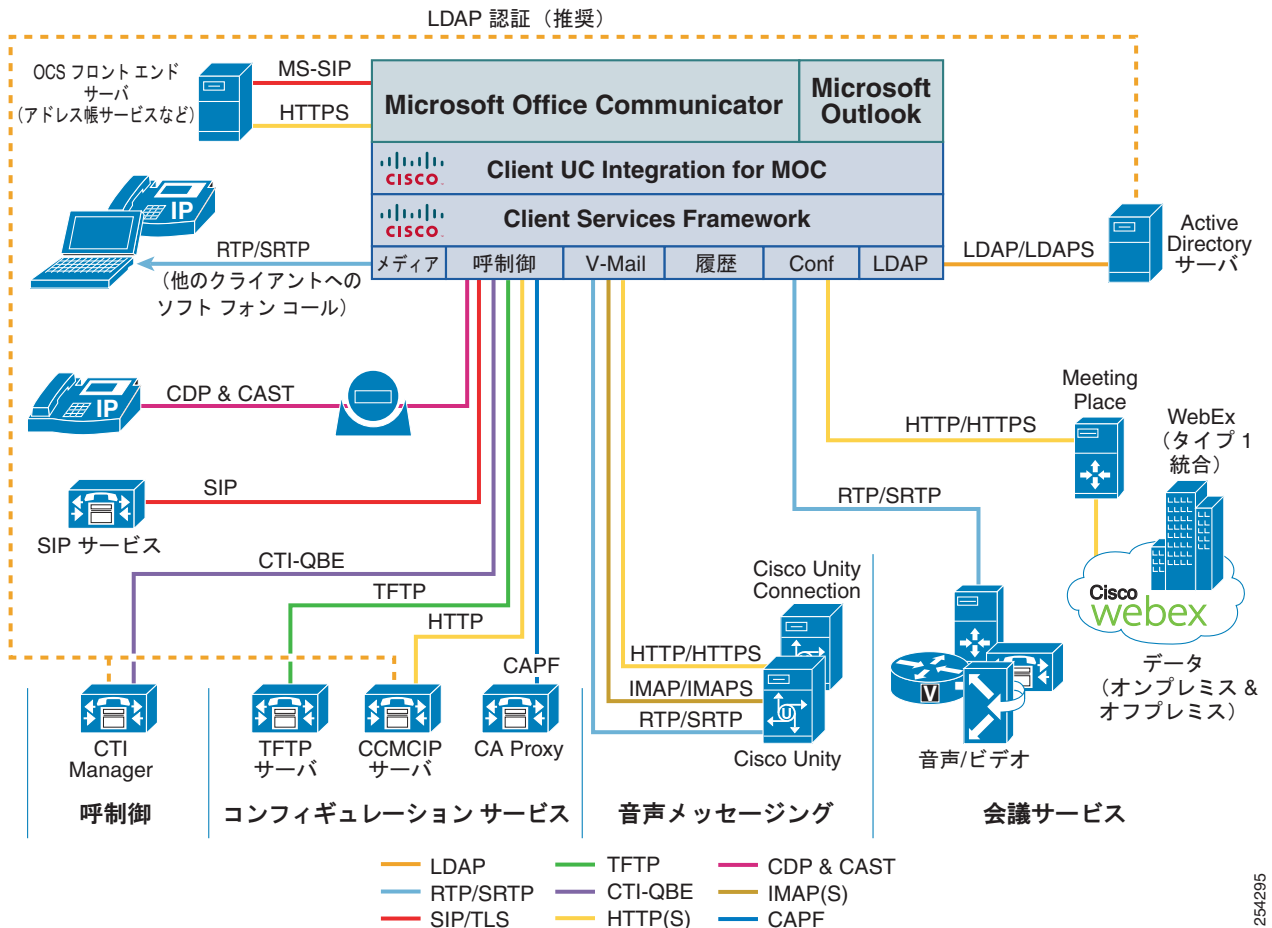 LDAP 認証（推奨）
OCS フロント エンド
サーバ
（アドレス帳サービスなど）
MS-SIP
HTTPS
Microsoft Office Communicator
Microsoft
Outlook
CISCO
Client UC Integration for MOC
CISCO
Client Services Framework
メディア
呼制御
V-Mail
履歴
Conf
LDAP
IP
RTP/SRTP
（他のクライアントへの
ソフト フォン コール）
LDAP/LDAPS
Active
Directory
サーバ
IP
CDP & CAST
SIP
SIP サービス
CTI-QBE
TFTP
HTTP
CAPF
Meeting
Place
HTTP/HTTPS
WebEx
（タイプ 1
統合）
RTP/SRTP
Cisco Unity
Connection
HTTP/HTTPS
IMAP/IMAPS
RTP/SRTP
U
Cisco Unity
Cisco
webex
データ
（オンプレミス &
オフプレミス）
V
音声/ビデオ
CTI
Manager
TFTP
サーバ
CCMCIP
サーバ
CA Proxy
呼制御
コンフィギュレーション サービス
音声メッセージング
会議サービス
LDAP
TFTP
CDP & CAST
RTP/SRTP
CTI-QBE
IMAP(S)
SIP/TLS
HTTP(S)
CAPF
254295